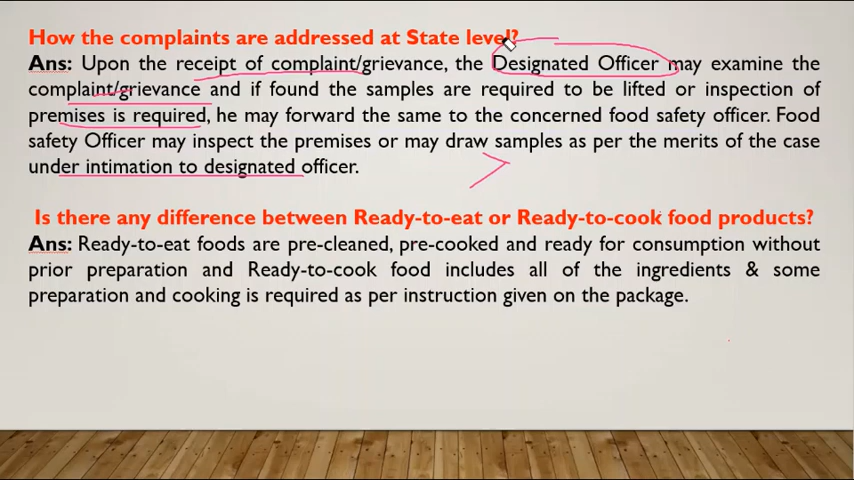 How the complaints are addressed at State level?
Ans: Upon the receipt of complaint/grievance, the Designated Officer may examine the
complaint/grievance and if found the samples are required to be lifted or inspection of
premises is required, he may forward the same to the concerned food safety officer. Food
safety Officer may inspect the premises or may draw samples as per the merits of the case
under intimation to designated officer.
Is there any difference between Ready-to-eat or Ready-to-cook food products?
Ans: Ready-to-eat foods are pre-cleaned, pre-cooked and ready for consumption without
prior preparation and Ready-to-cook food includes all of the ingredients & some
preparation and cooking is required as per instruction given on the package.